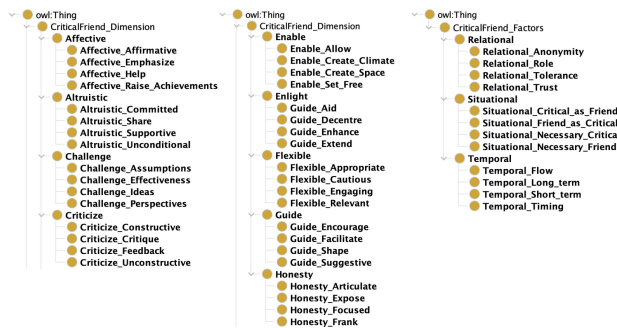 owl:Thing
CriticalFriend_Dimension
Affective
Affective_Affirmative
Affective_Emphasize
Affective_Help
Affective_Raise_Achievements
Altruistic
Altruistic_Committed
Altruistic_Share
Altruistic_Supportive
Altruistic_Unconditional
Challenge
Challenge_Assumptions
Challenge_Effectiveness
Challenge_Ideas
Challenge_Perspectives
Criticize
Criticize_Constructive
Criticize_Critique
Criticize_Feedback
Criticize_Unconstructive
owl:Thing
CriticalFriend_Dimension
Enable
Enable_Allow
Enable_Create_Climate
Enable_Create_Space
Enable_Set_Free
Enlight
Guide_Aid
Guide_Decentre
Guide_Enhance
Guide_Extend
Flexible
Flexible_Appropriate
Flexible_Cautious
Flexible_Engaging
Flexible_Relevant
Guide
Guide_Encourage
Guide_Facilitate
Guide_Shape
Guide_Suggestive
Honesty
Honesty_Articulate
Honesty_Expose
Honesty_Focused
Honesty_Frank
owl:Thing
CriticalFriend_Factors
Relational
Relational_Anonymity
Relational_Role
Relational_Tolerance
Relational_Trust
Situational
Situational_Critical_as_Friend
Situational_Friend_as_Critical
Situational_Necessary_Critica
Situational_Necessary_Friend
Temporal
Temporal_Flow
Temporal_Long_term
Temporal_Short_term
Temporal_Timing